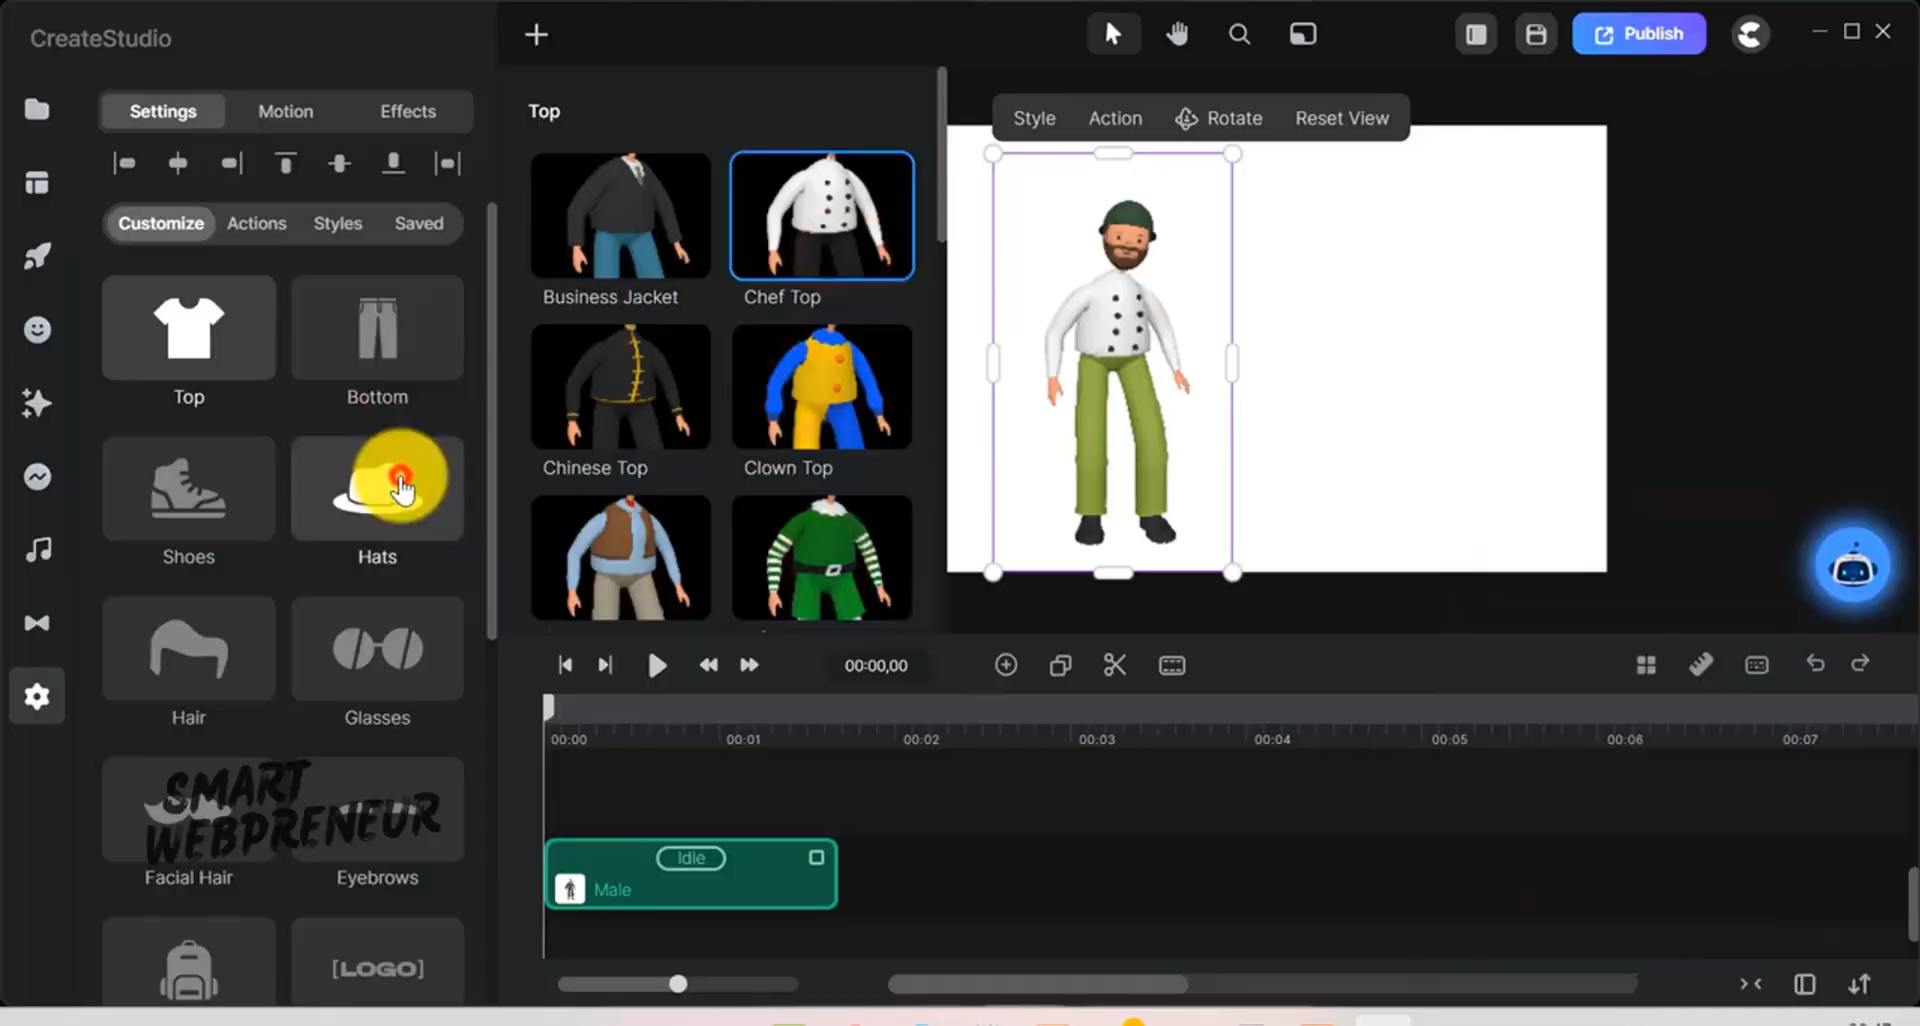 CreateStudio
Publish
Settings
Motion
Effects
Top
Style
Action
Rotate
Reset View
Customize
Actions
Styles
Saved
Business Jacket
Chef Top
Top
Bottom
Chinese Top
Clown Top
Shoes
Hats
Hair
Glasses
00:00,00
00:00
00:01
00:02
00:03
00:04
00:05
00:06
00:07
SMART
WEBPRENEUR
Facial Hair
Eyebrows
Idle
Male
[LOGO]